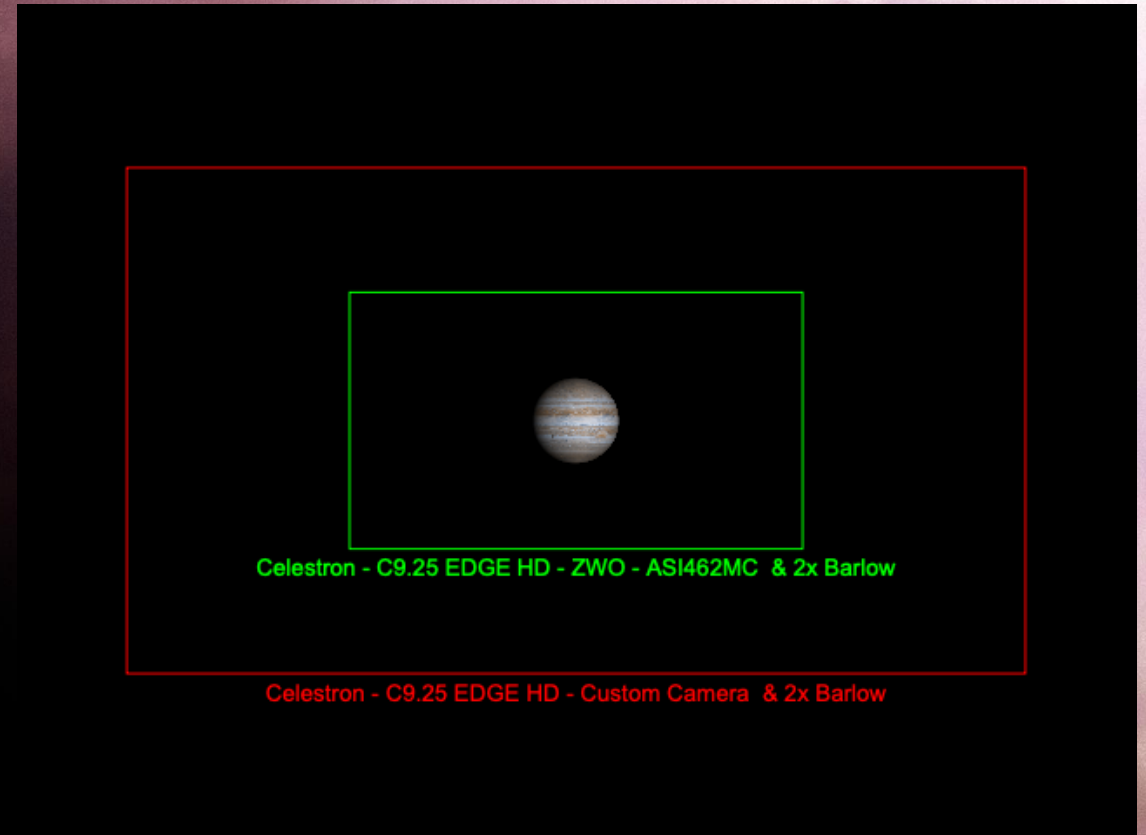 Celestron - C9.25 EDGE HD - ZWO - ASI462MC  & 2x Barlow
Celestron - C9.25 EDGE HD - Custom Camera  & 2x Barlow